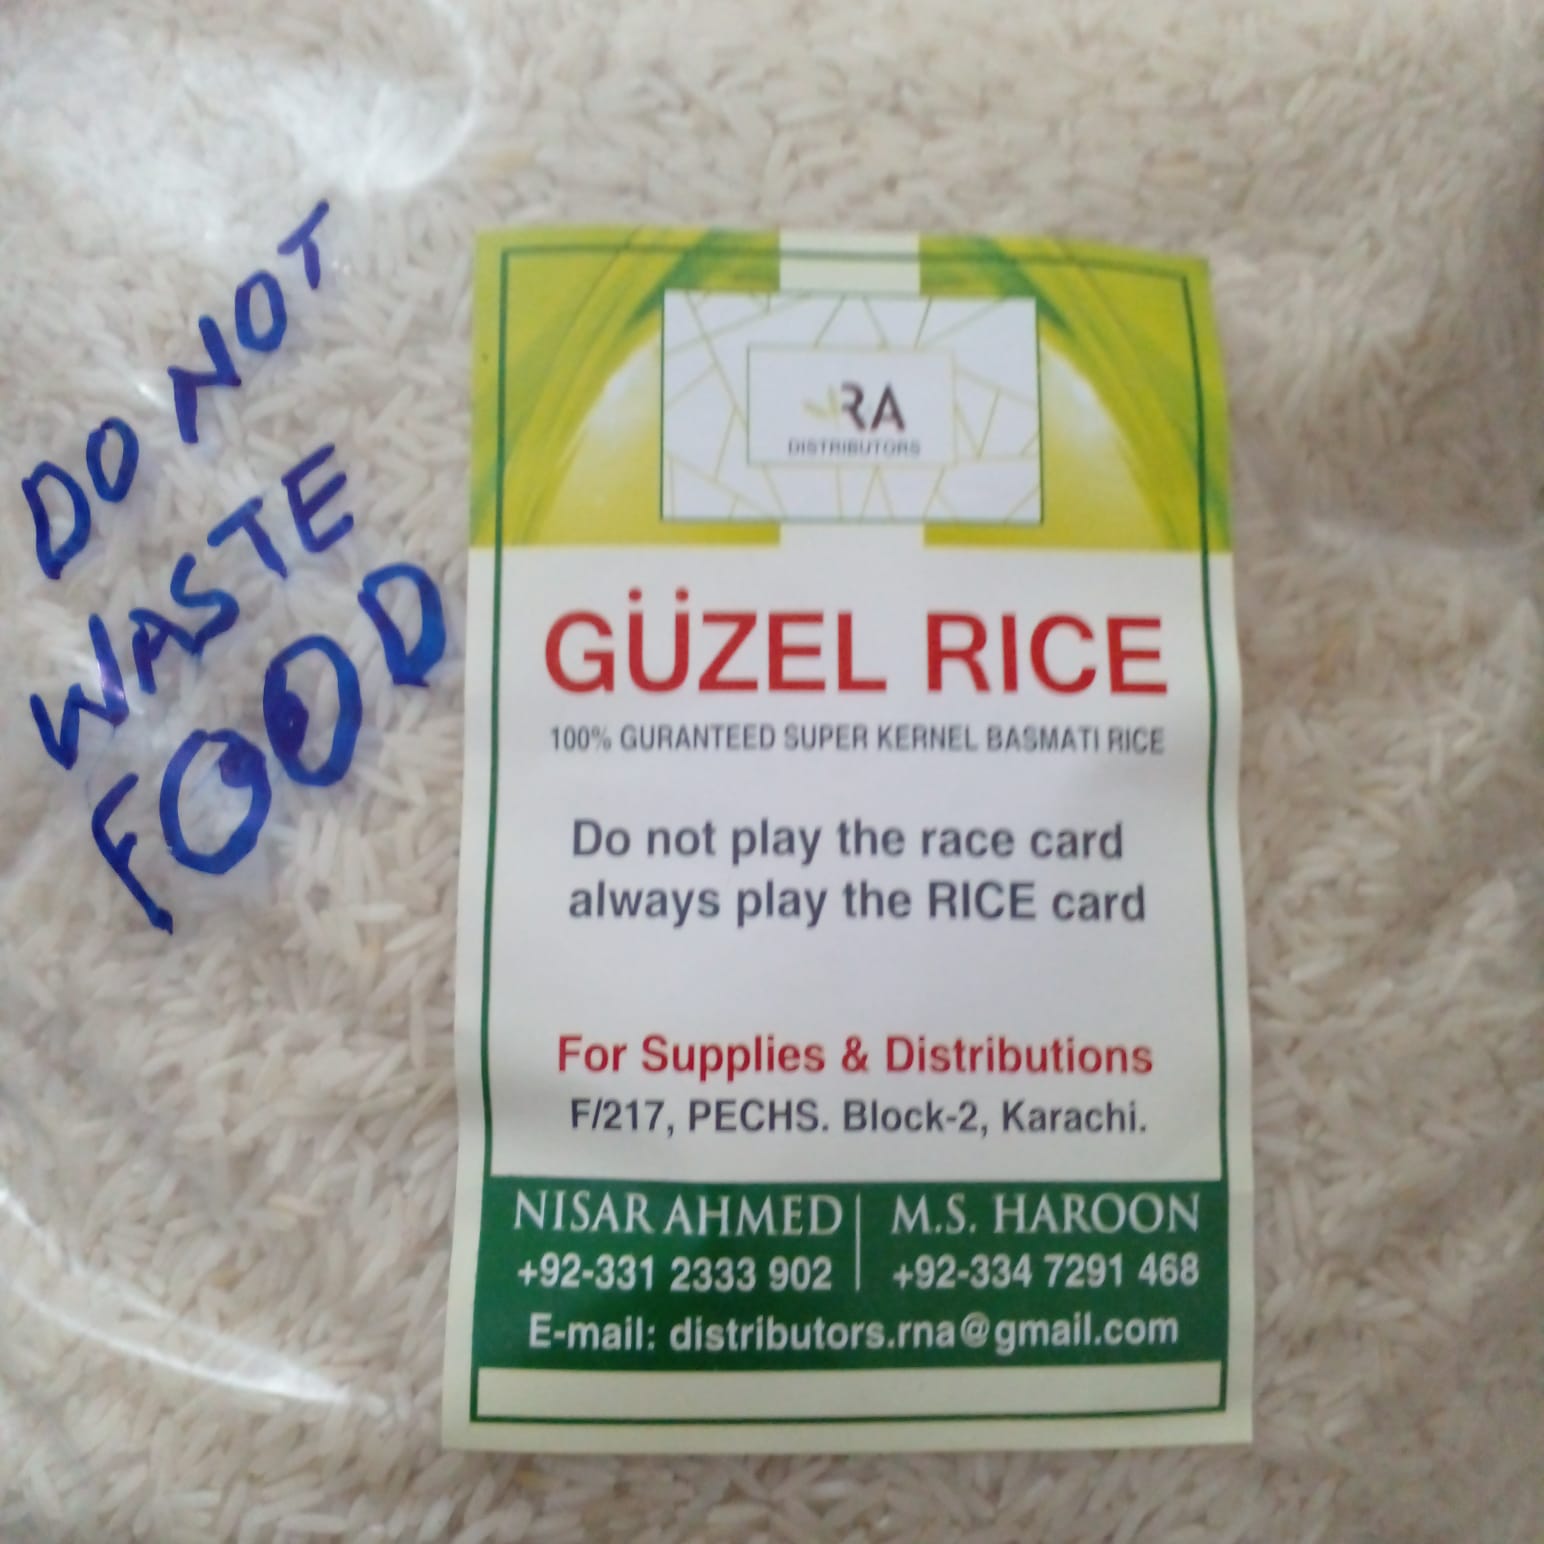 DO NOT
WASTE
FOOD
RA
DISTRIBUTORS
GÜZEL RICE
100% GURANTEED SUPER KERNEL BASMATI RICE
Do not play the race card
always play the RICE card
For Supplies & Distributions
F/217, PECHS. Block-2, Karachi.
NISAR AHMED | M.S. HAROON
+92-331 2333 902 | +92-334 7291 468
E-mail: distributors.rna@gmail.com